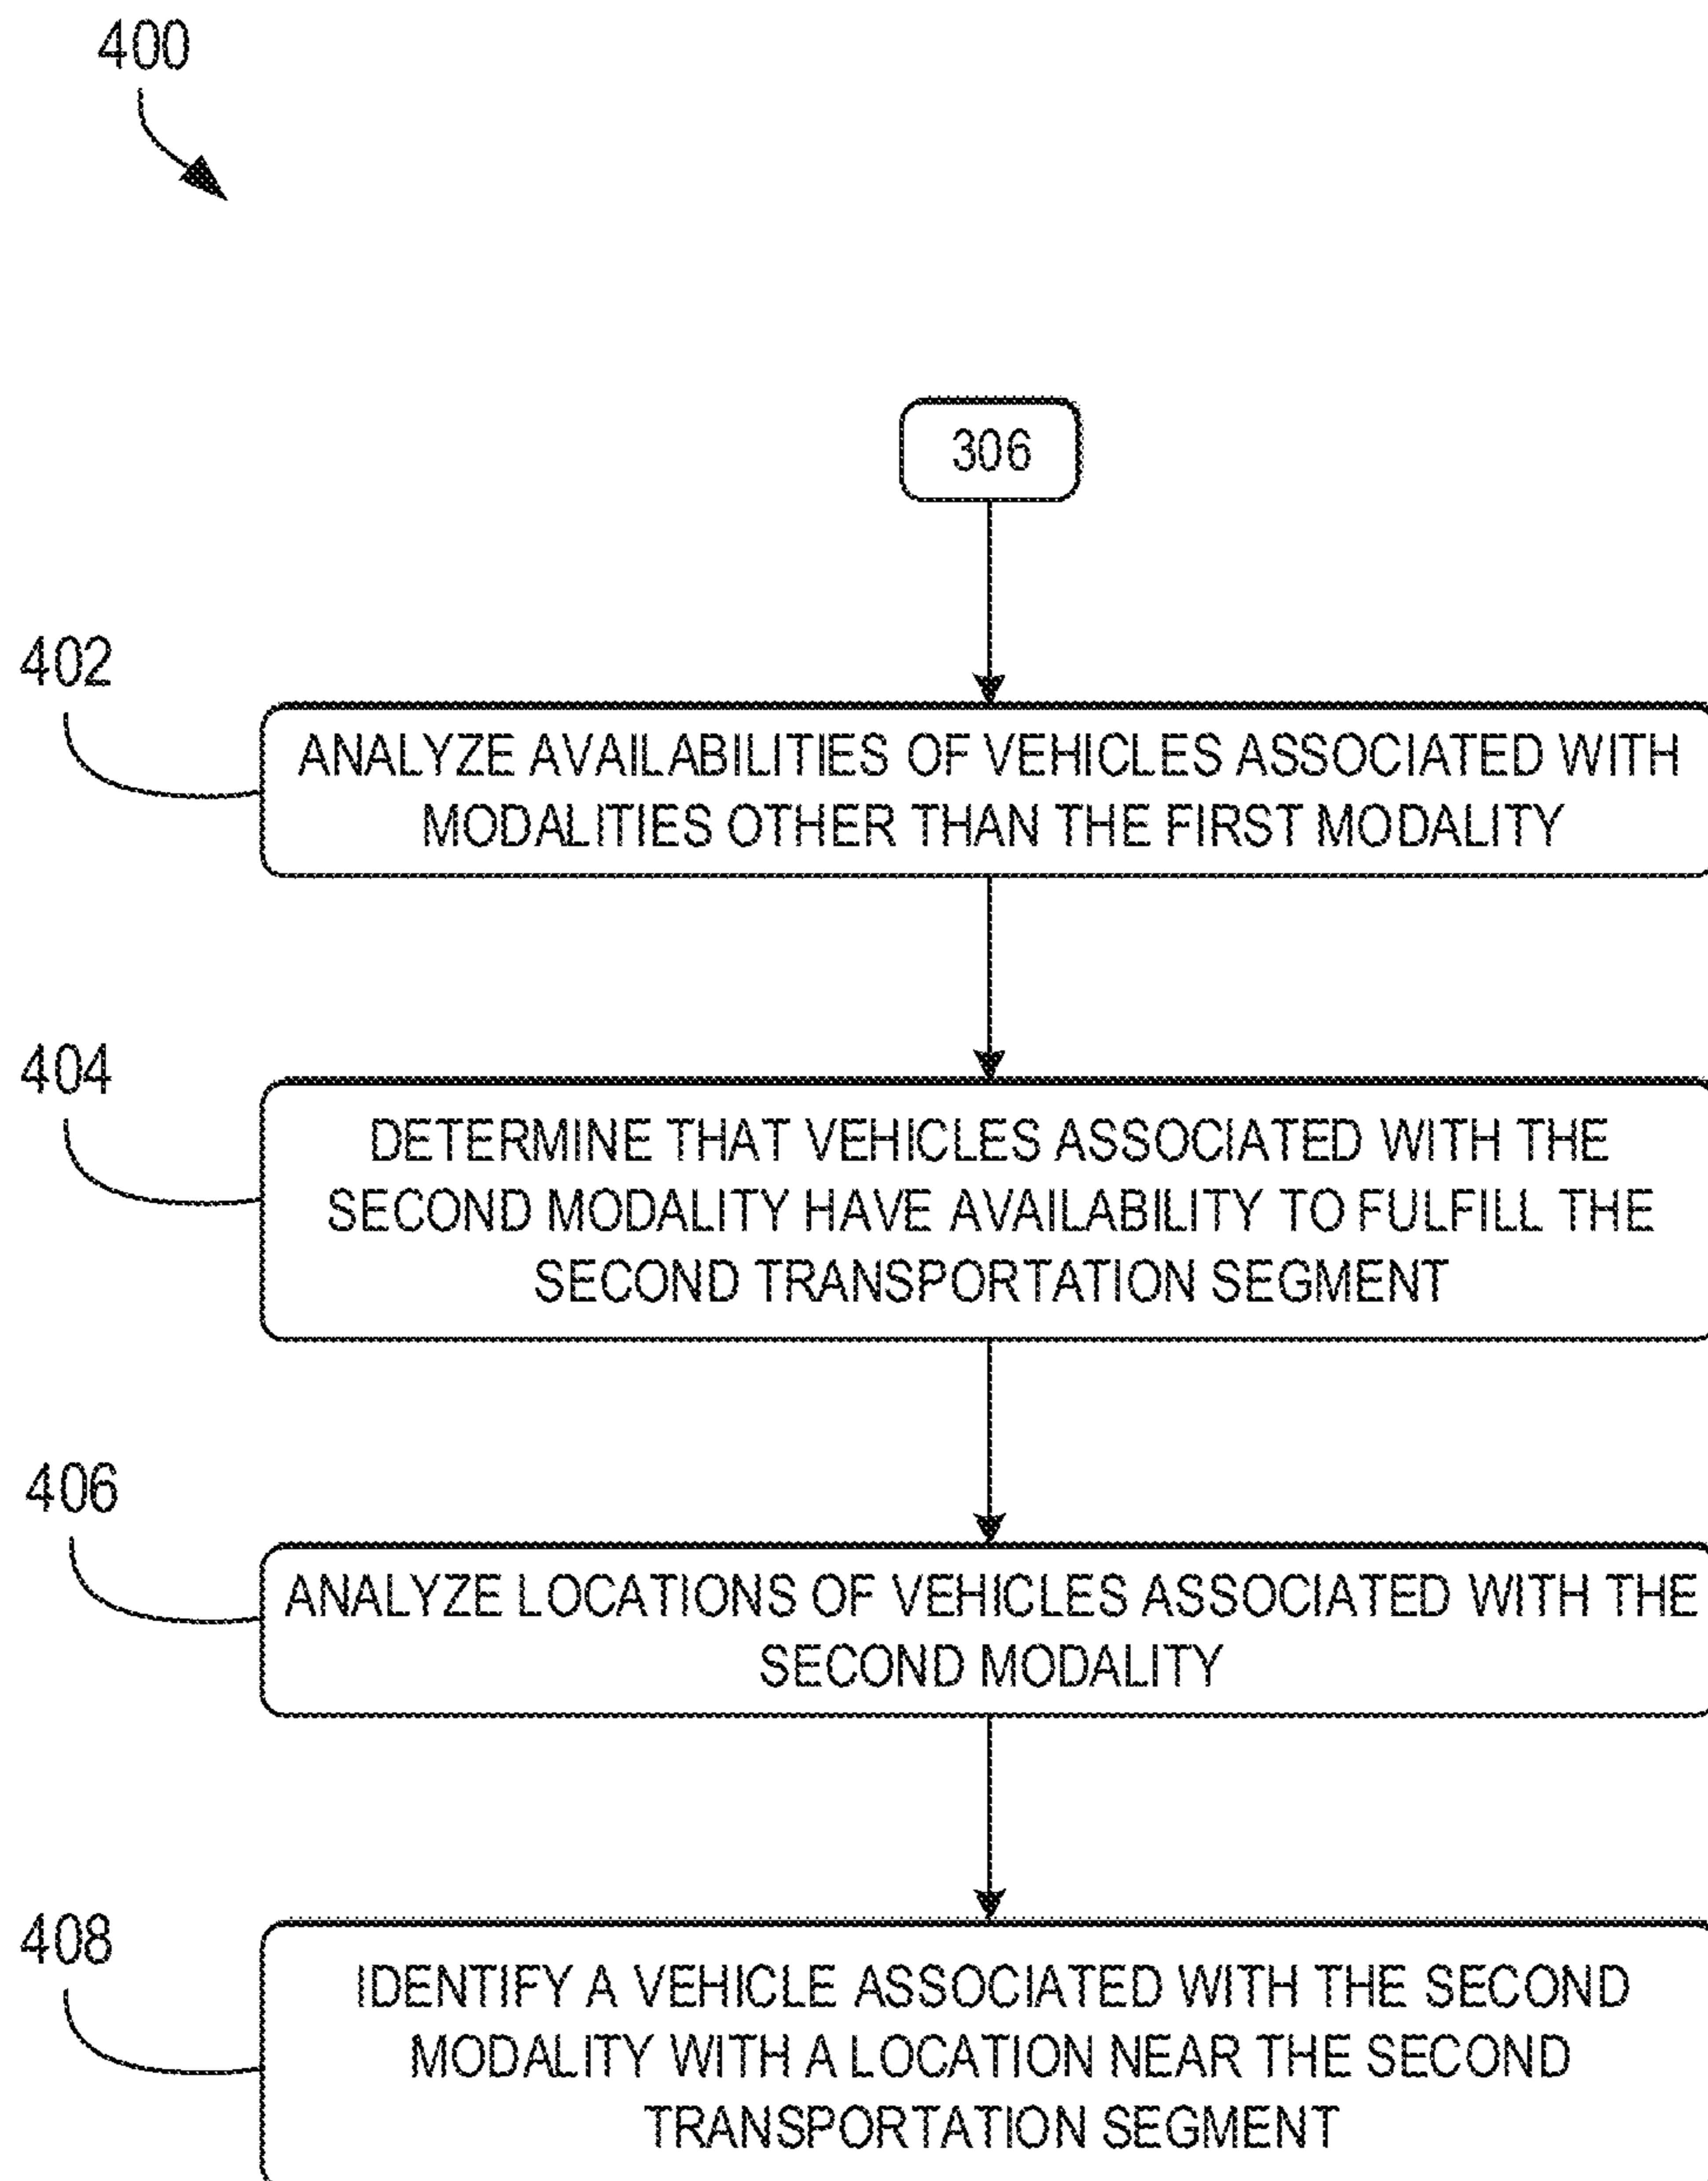 400
306
402
ANALYZE AVAILABILITIES OF VEHICLES ASSOCIATED WITH
MODALITIES OTHER THAN THE FIRST MODALITY
404
DETERMINE THAT VEHICLES ASSOCIATED WITH THE
SECOND MODALITY HAVE AVAILABILITY TO FULFILL THE
SECOND TRANSPORTATION SEGMENT
406
ANALYZE LOCATIONS OF VEHICLES ASSOCIATED WITH THE
SECOND MODALITY
408
IDENTIFY A VEHICLE ASSOCIATED WITH THE SECOND
MODALITY WITH A LOCATION NEAR THE SECOND
TRANSPORTATION SEGMENT